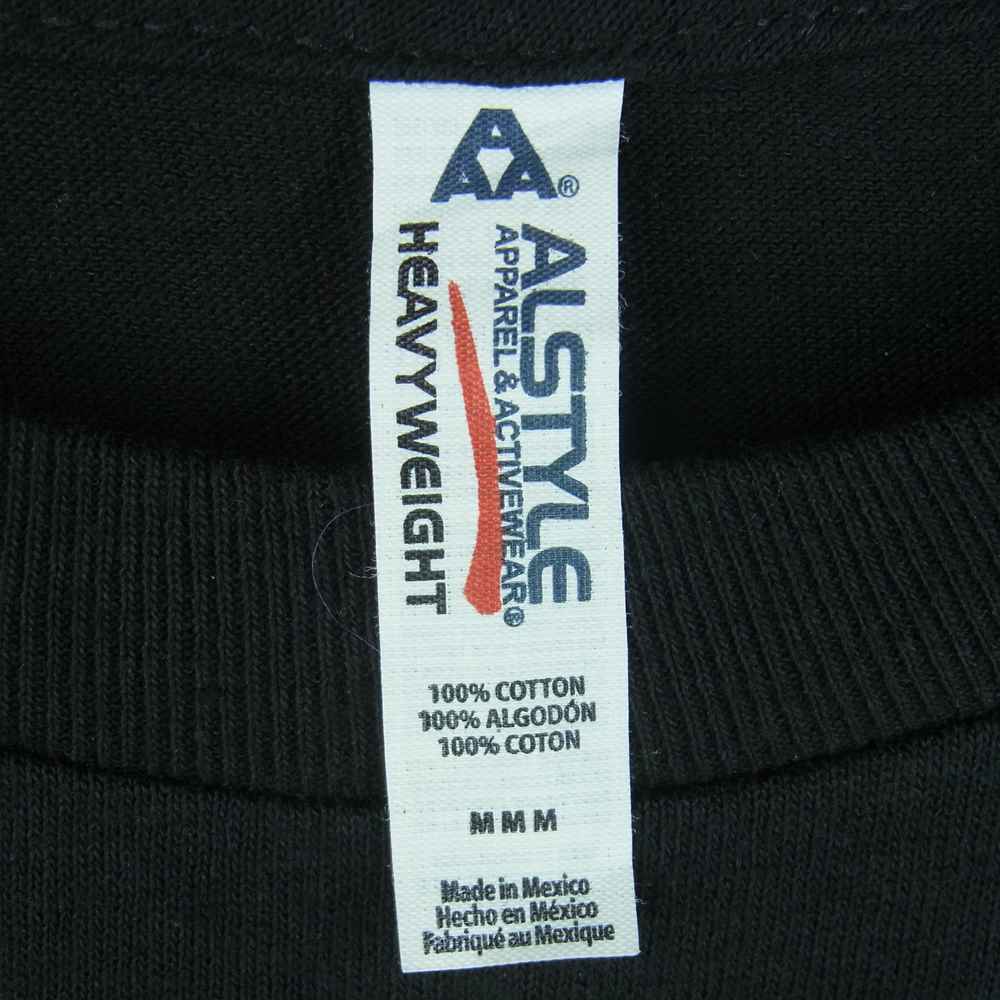 AAA®
ALSTYLE
APPAREL & ACTIVEWEAR®
HEAVYWEIGHT
100% COTTON
100% ALGODÓN
100% COTON
M M M
Made in Mexico
Hecho en México
Fabriqué au Mexique